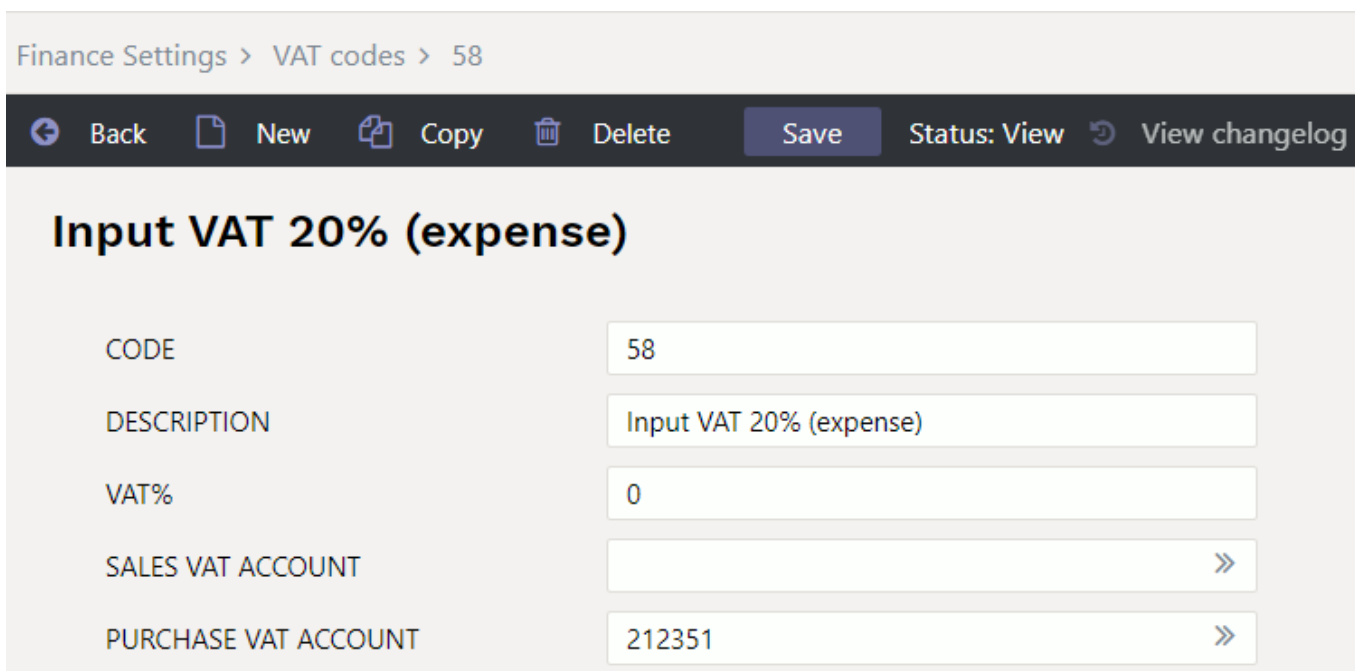 Finance Settings > VAT codes > 58
Back New Copy Delete Save Status: View View changelog
Input VAT 20% (expense)
CODE 58
DESCRIPTION Input VAT 20% (expense)
VAT% 0
SALES VAT ACCOUNT
PURCHASE VAT ACCOUNT 212351